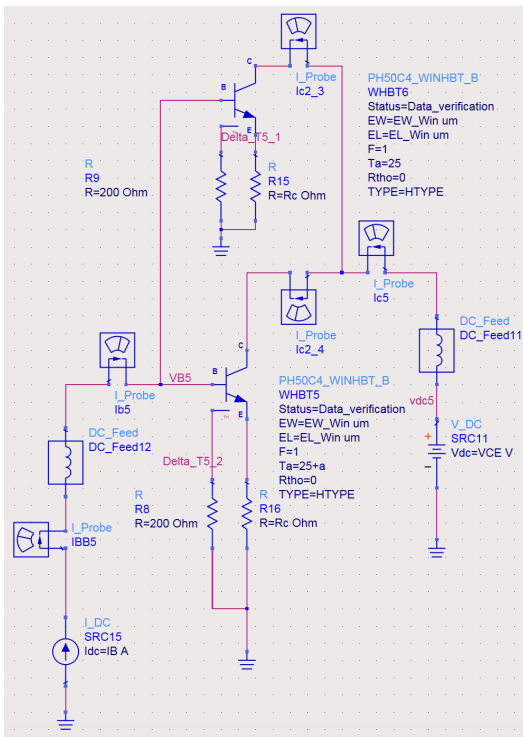 I_Probe
Ic2_3
C
B
E
Delta_T5_1
PH50C4_WINHBT_B
WHBT6
Status=Data_verification
EW=EW_Win um
EL=EL_Win um
F=1
Ta=25
Rtho=0
TYPE=HTYPE
R
R9
R=200 Ohm
R
R15
R=Rc Ohm
I_Probe
Ic5
I_Probe
Ic2_4
DC_Feed
DC_Feed11
vdc5
V_DC
SRC11
Vdc=VCE V
+
–
C
B
E
VB5
I_Probe
Ib5
PH50C4_WINHBT_B
WHBT5
Status=Data_verification
EW=EW_Win um
EL=EL_Win um
F=1
Ta=25+a
Rtho=0
TYPE=HTYPE
DC_Feed
DC_Feed12
Delta_T5_2
R
R8
R=200 Ohm
R
R16
R=Rc Ohm
I_Probe
IBB5
I_DC
SRC15
Idc=IB A